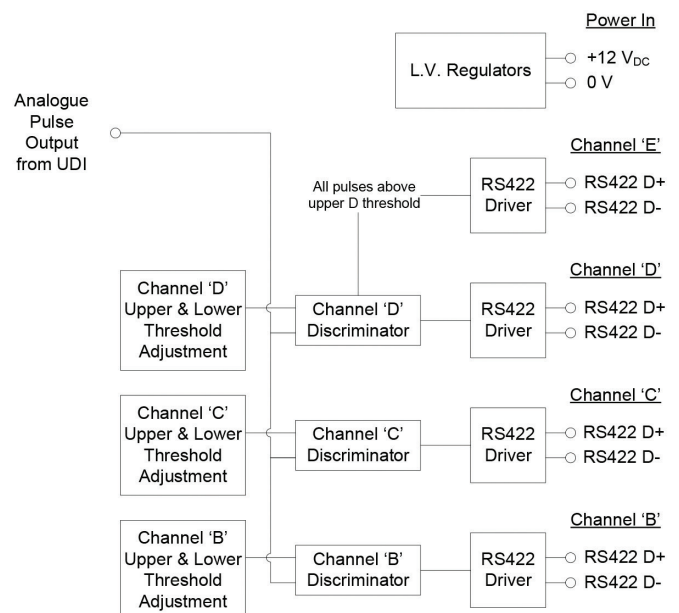 Power In
L.V. Regulators
+12 VDC
0 V
Analogue
Pulse
Output
from UDI
Channel ‘E’
All pulses above
upper D threshold
RS422
Driver
RS422 D+
RS422 D-
Channel ‘D’
Channel ‘D’
Upper & Lower
Threshold
Adjustment
Channel ‘D’
Discriminator
RS422
Driver
RS422 D+
RS422 D-
Channel ‘C’
Channel ‘C’
Upper & Lower
Threshold
Adjustment
Channel ‘C’
Discriminator
RS422
Driver
RS422 D+
RS422 D-
Channel ‘B’
Channel ‘B’
Upper & Lower
Threshold
Adjustment
Channel ‘B’
Discriminator
RS422
Driver
RS422 D+
RS422 D-